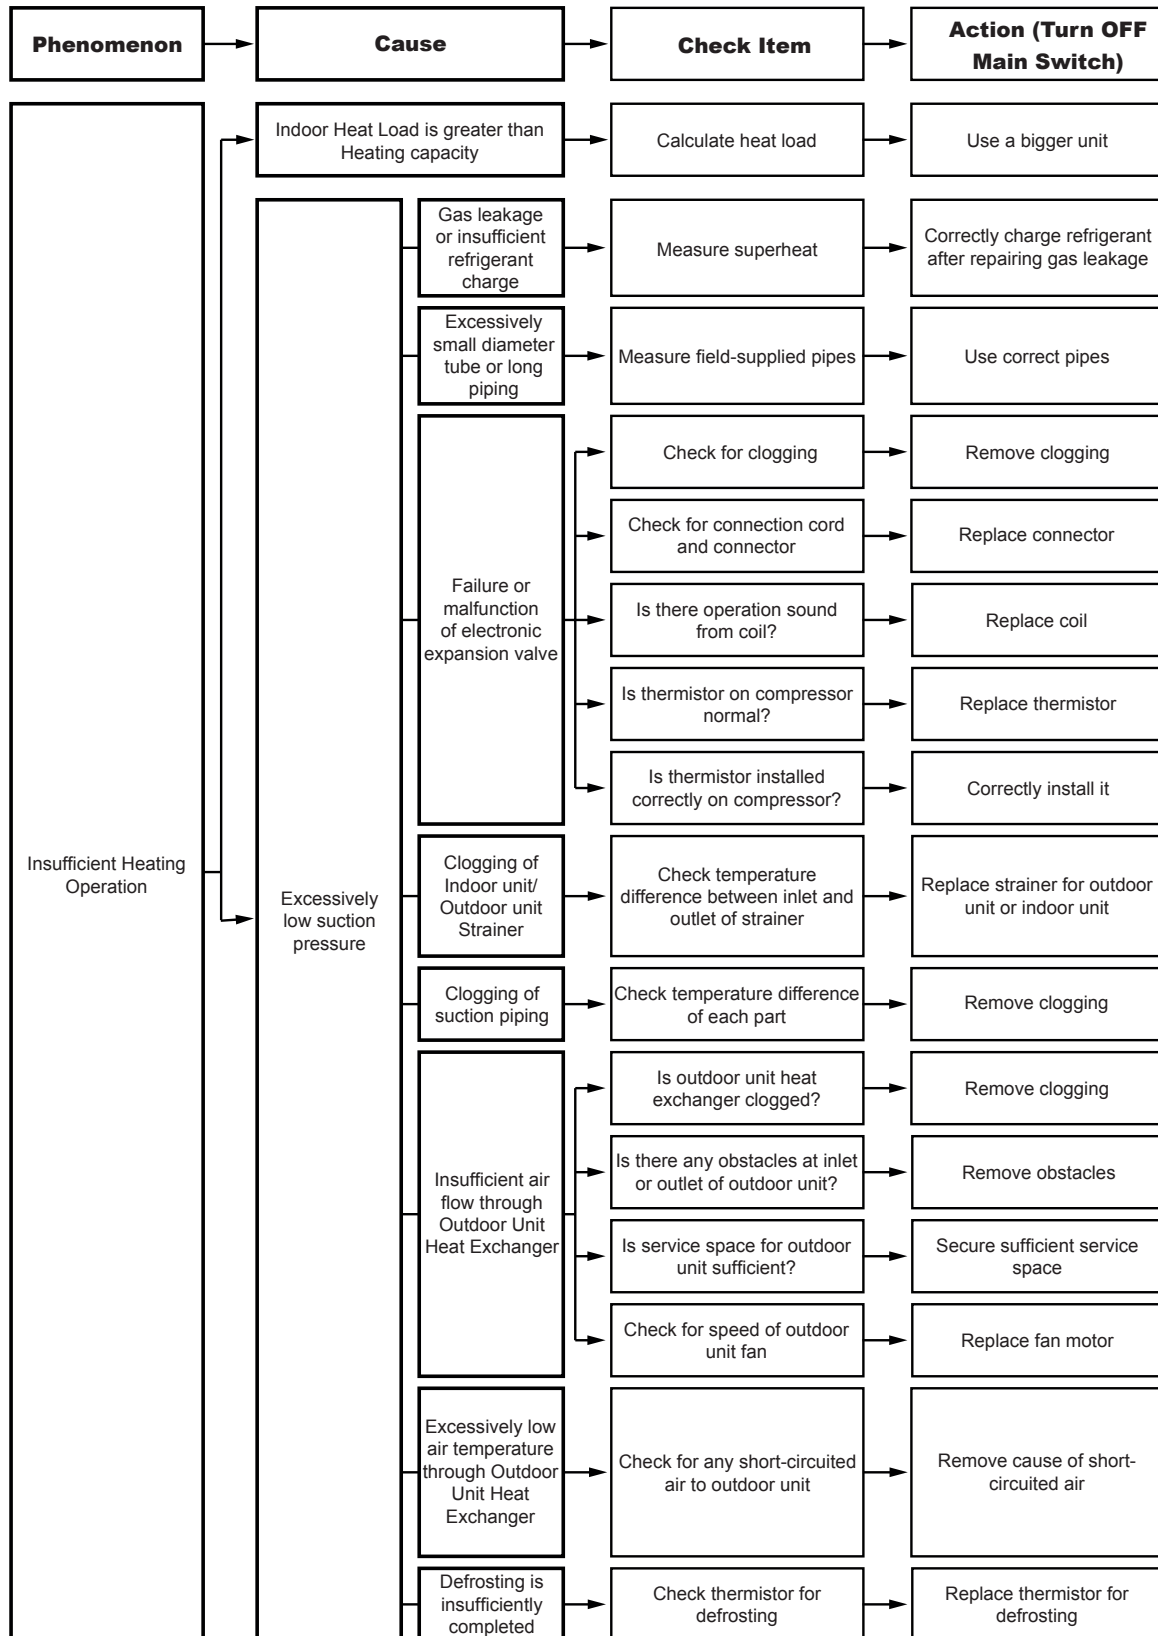 Phenomenon
Cause
Check Item
Action (Turn OFF
Main Switch)
Insufficient Heating
Operation
Indoor Heat Load is greater than
Heating capacity
Calculate heat load
Use a bigger unit
Excessively
low suction
pressure
Gas leakage
or insufficient
refrigerant
charge
Measure superheat
Correctly charge refrigerant
after repairing gas leakage
Excessively
small diameter
tube or long
piping
Measure field-supplied pipes
Use correct pipes
Failure or
malfunction
of electronic
expansion valve
Check for clogging
Remove clogging
Check for connection cord
and connector
Replace connector
Is there operation sound
from coil?
Replace coil
Is thermistor on compressor
normal?
Replace thermistor
Is thermistor installed
correctly on compressor?
Correctly install it
Clogging of
Indoor unit/
Outdoor unit
Strainer
Check temperature
difference between inlet and
outlet of strainer
Replace strainer for outdoor
unit or indoor unit
Clogging of
suction piping
Check temperature difference
of each part
Remove clogging
Insufficient air
flow through
Outdoor Unit
Heat Exchanger
Is outdoor unit heat
exchanger clogged?
Remove clogging
Is there any obstacles at inlet
or outlet of outdoor unit?
Remove obstacles
Is service space for outdoor
unit sufficient?
Secure sufficient service
space
Check for speed of outdoor
unit fan
Replace fan motor
Excessively low
air temperature
through Outdoor
Unit Heat
Exchanger
Check for any short-circuited
air to outdoor unit
Remove cause of short-
circuited air
Defrosting is
insufficiently
completed
Check thermistor for
defrosting
Replace thermistor for
defrosting